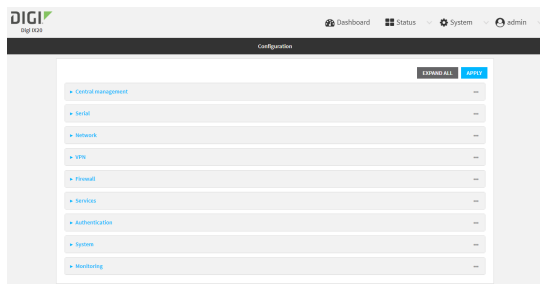 DIGI.
Digi IX20
Dashboard Status System admin
Configuration
EXPAND ALL APPLY
Central management
Serial
Network
VPN
Firewall
Services
Authentication
System
Monitoring